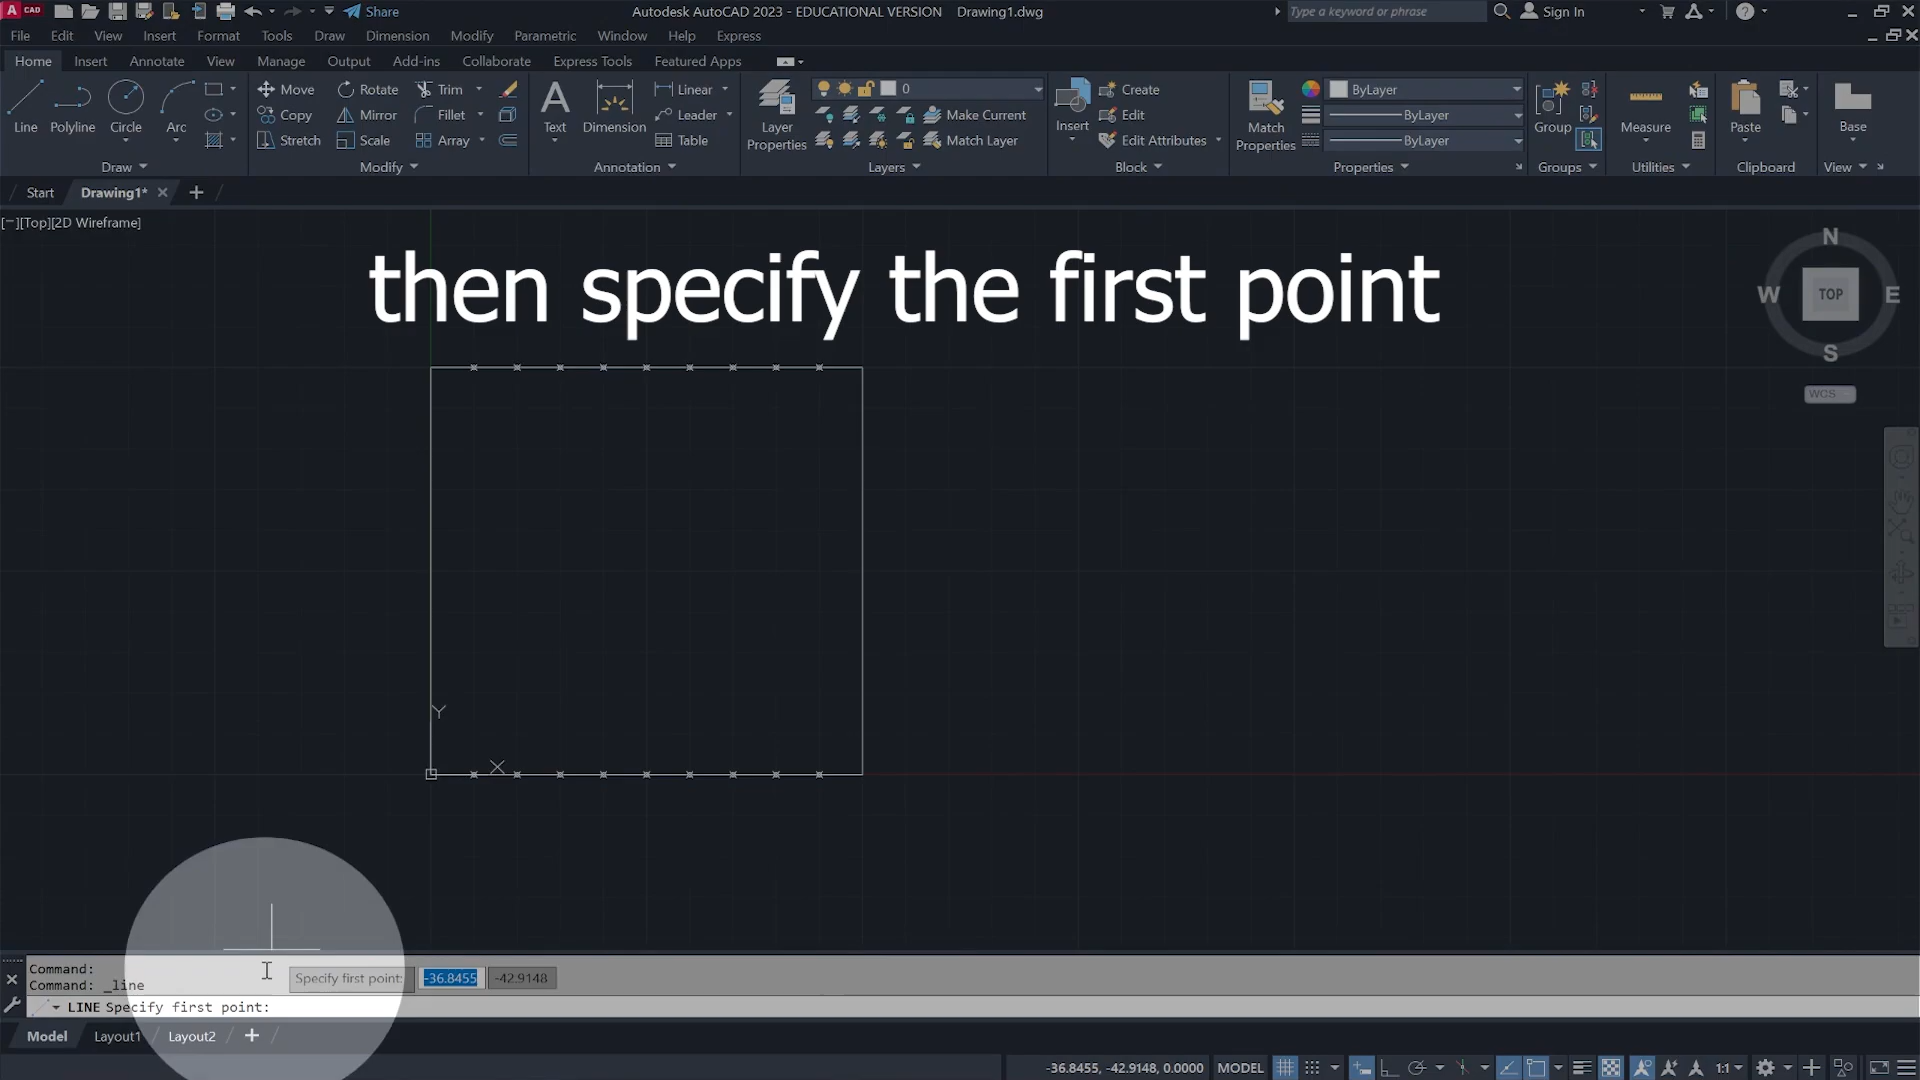 A CAD
Share
Autodesk AutoCAD 2023 - EDUCATIONAL VERSION Drawing1.dwg
Type a keyword or phrase
Sign In
File Edit View Insert Format Tools Draw Dimension Modify Parametric Window Help Express
Home Insert Annotate View Manage Output Add-ins Collaborate Express Tools Featured Apps
Line Polyline Circle Arc
Move Rotate Trim
Copy Mirror Fillet
Stretch Scale Array
Text Dimension
Linear
Leader
Table
Layer Properties
0
Make Current
Match Layer
Insert
Create
Edit
Edit Attributes
Match Properties
ByLayer
ByLayer
ByLayer
Group
Measure
Paste
Base
Draw Modify Annotation Layers Block Properties Groups Utilities Clipboard View
Start Drawing1* +
[−][Top][2D Wireframe]
then specify the first point
N
W TOP E
S
WCS
Y
X
Command:
Command: _line
Specify first point: -36.8455 -42.9148
LINE Specify first point:
Model Layout1 Layout2 +
-36.8455, -42.9148, 0.0000 MODEL 1:1